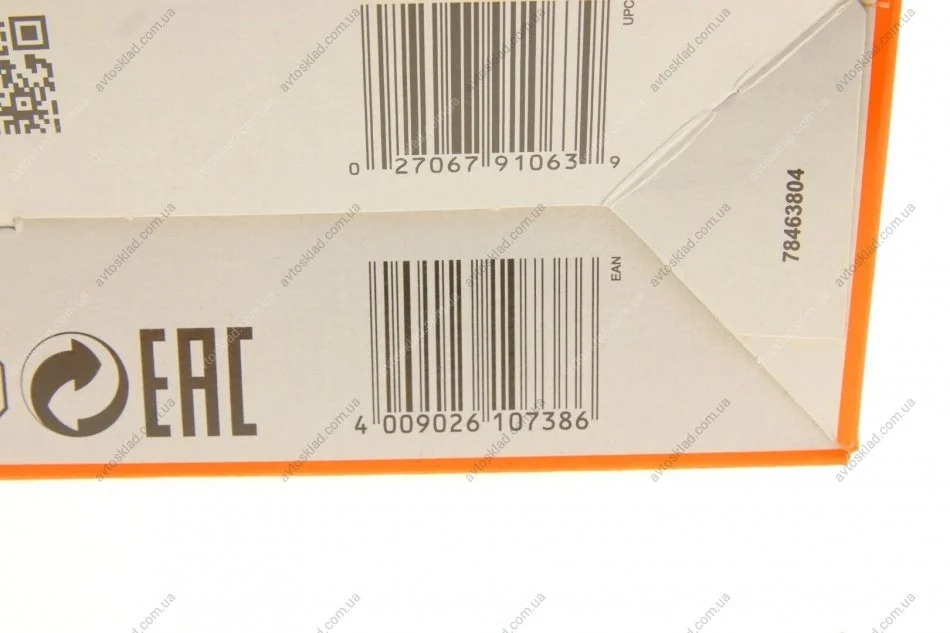 UPC
0 27067 91063 9
78463804
EAN
4 009026 107386
EAC
avtosklad.com.ua